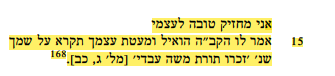 אני מחזיק טובה לעצמי
15 אמר לו הקב״ה הואיל ומעטת עצמך תקרא על שמך
שנ׳ ׳זכרו תורת משה עבדי׳ [מל׳ ג, כב].168